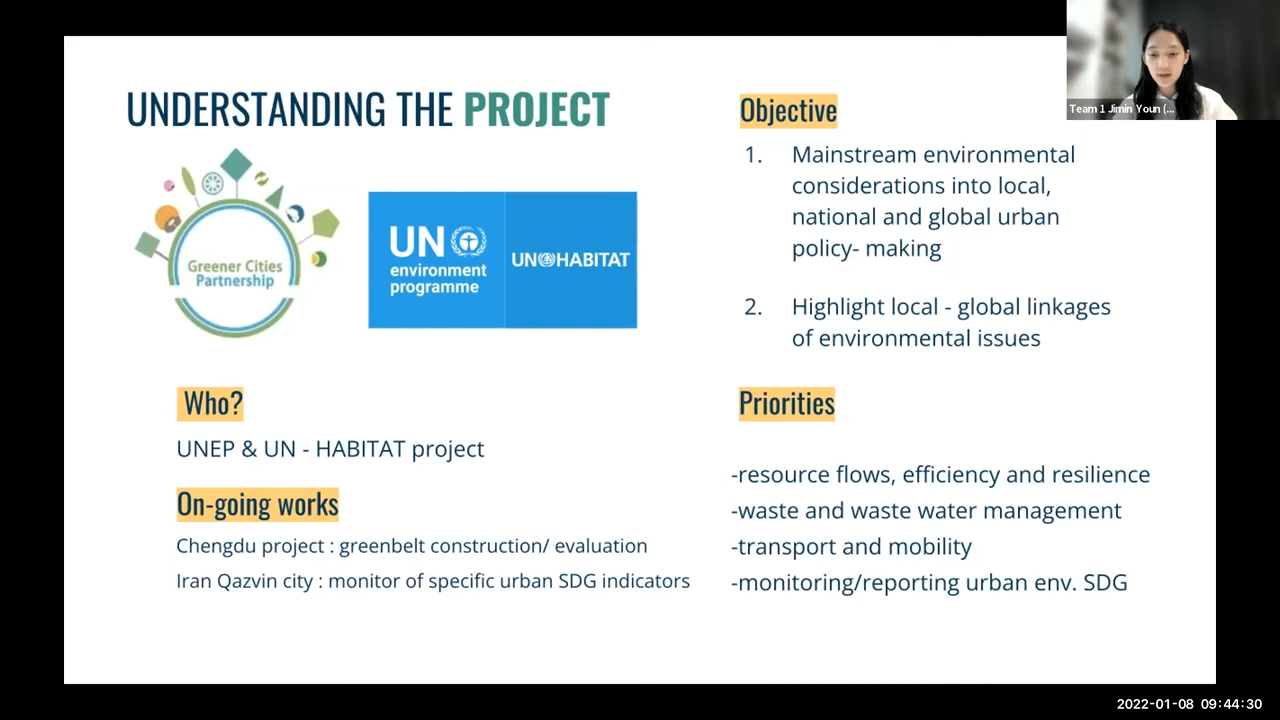 UNDERSTANDING THE PROJECT
Greener Cities
Partnership
UN
environment
programme
UN HABITAT
Who?
UNEP & UN - HABITAT project
On-going works
Chengdu project : greenbelt construction/ evaluation
Iran Qazvin city : monitor of specific urban SDG indicators
Objective
1. Mainstream environmental
considerations into local,
national and global urban
policy- making
2. Highlight local - global linkages
of environmental issues
Priorities
-resource flows, efficiency and resilience
-waste and waste water management
-transport and mobility
-monitoring/reporting urban env. SDG
Team 1 Jimin Youn (...
2022-01-08 09:44:30